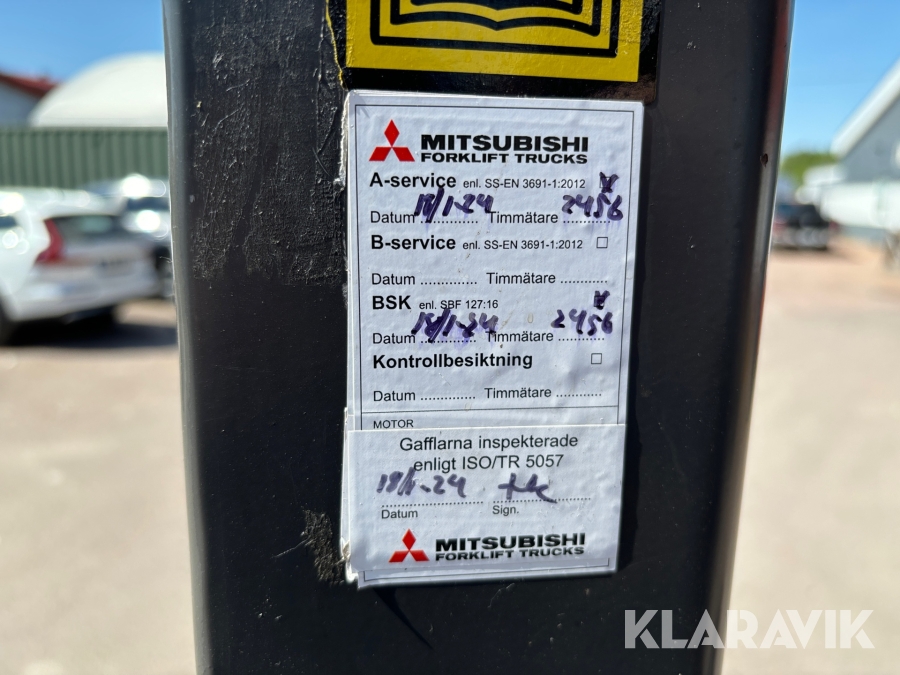 MITSUBISHI
FORKLIFT TRUCKS
A-service enl. SS-EN 3691-1:2012
Datum 18/1-24 Timmätare 2456
B-service enl. SS-EN 3691-1:2012 ☐
Datum .............. Timmätare ............
BSK enl. SBF 127:16
Datum 18/1-24 Timmätare 2456
Kontrollbesiktning ☐
Datum .............. Timmätare ............
MOTOR
Gafflarna inspekterade
enligt ISO/TR 5057
18/1-24
Datum Sign.
MITSUBISHI
FORKLIFT TRUCKS
KLARAVIK